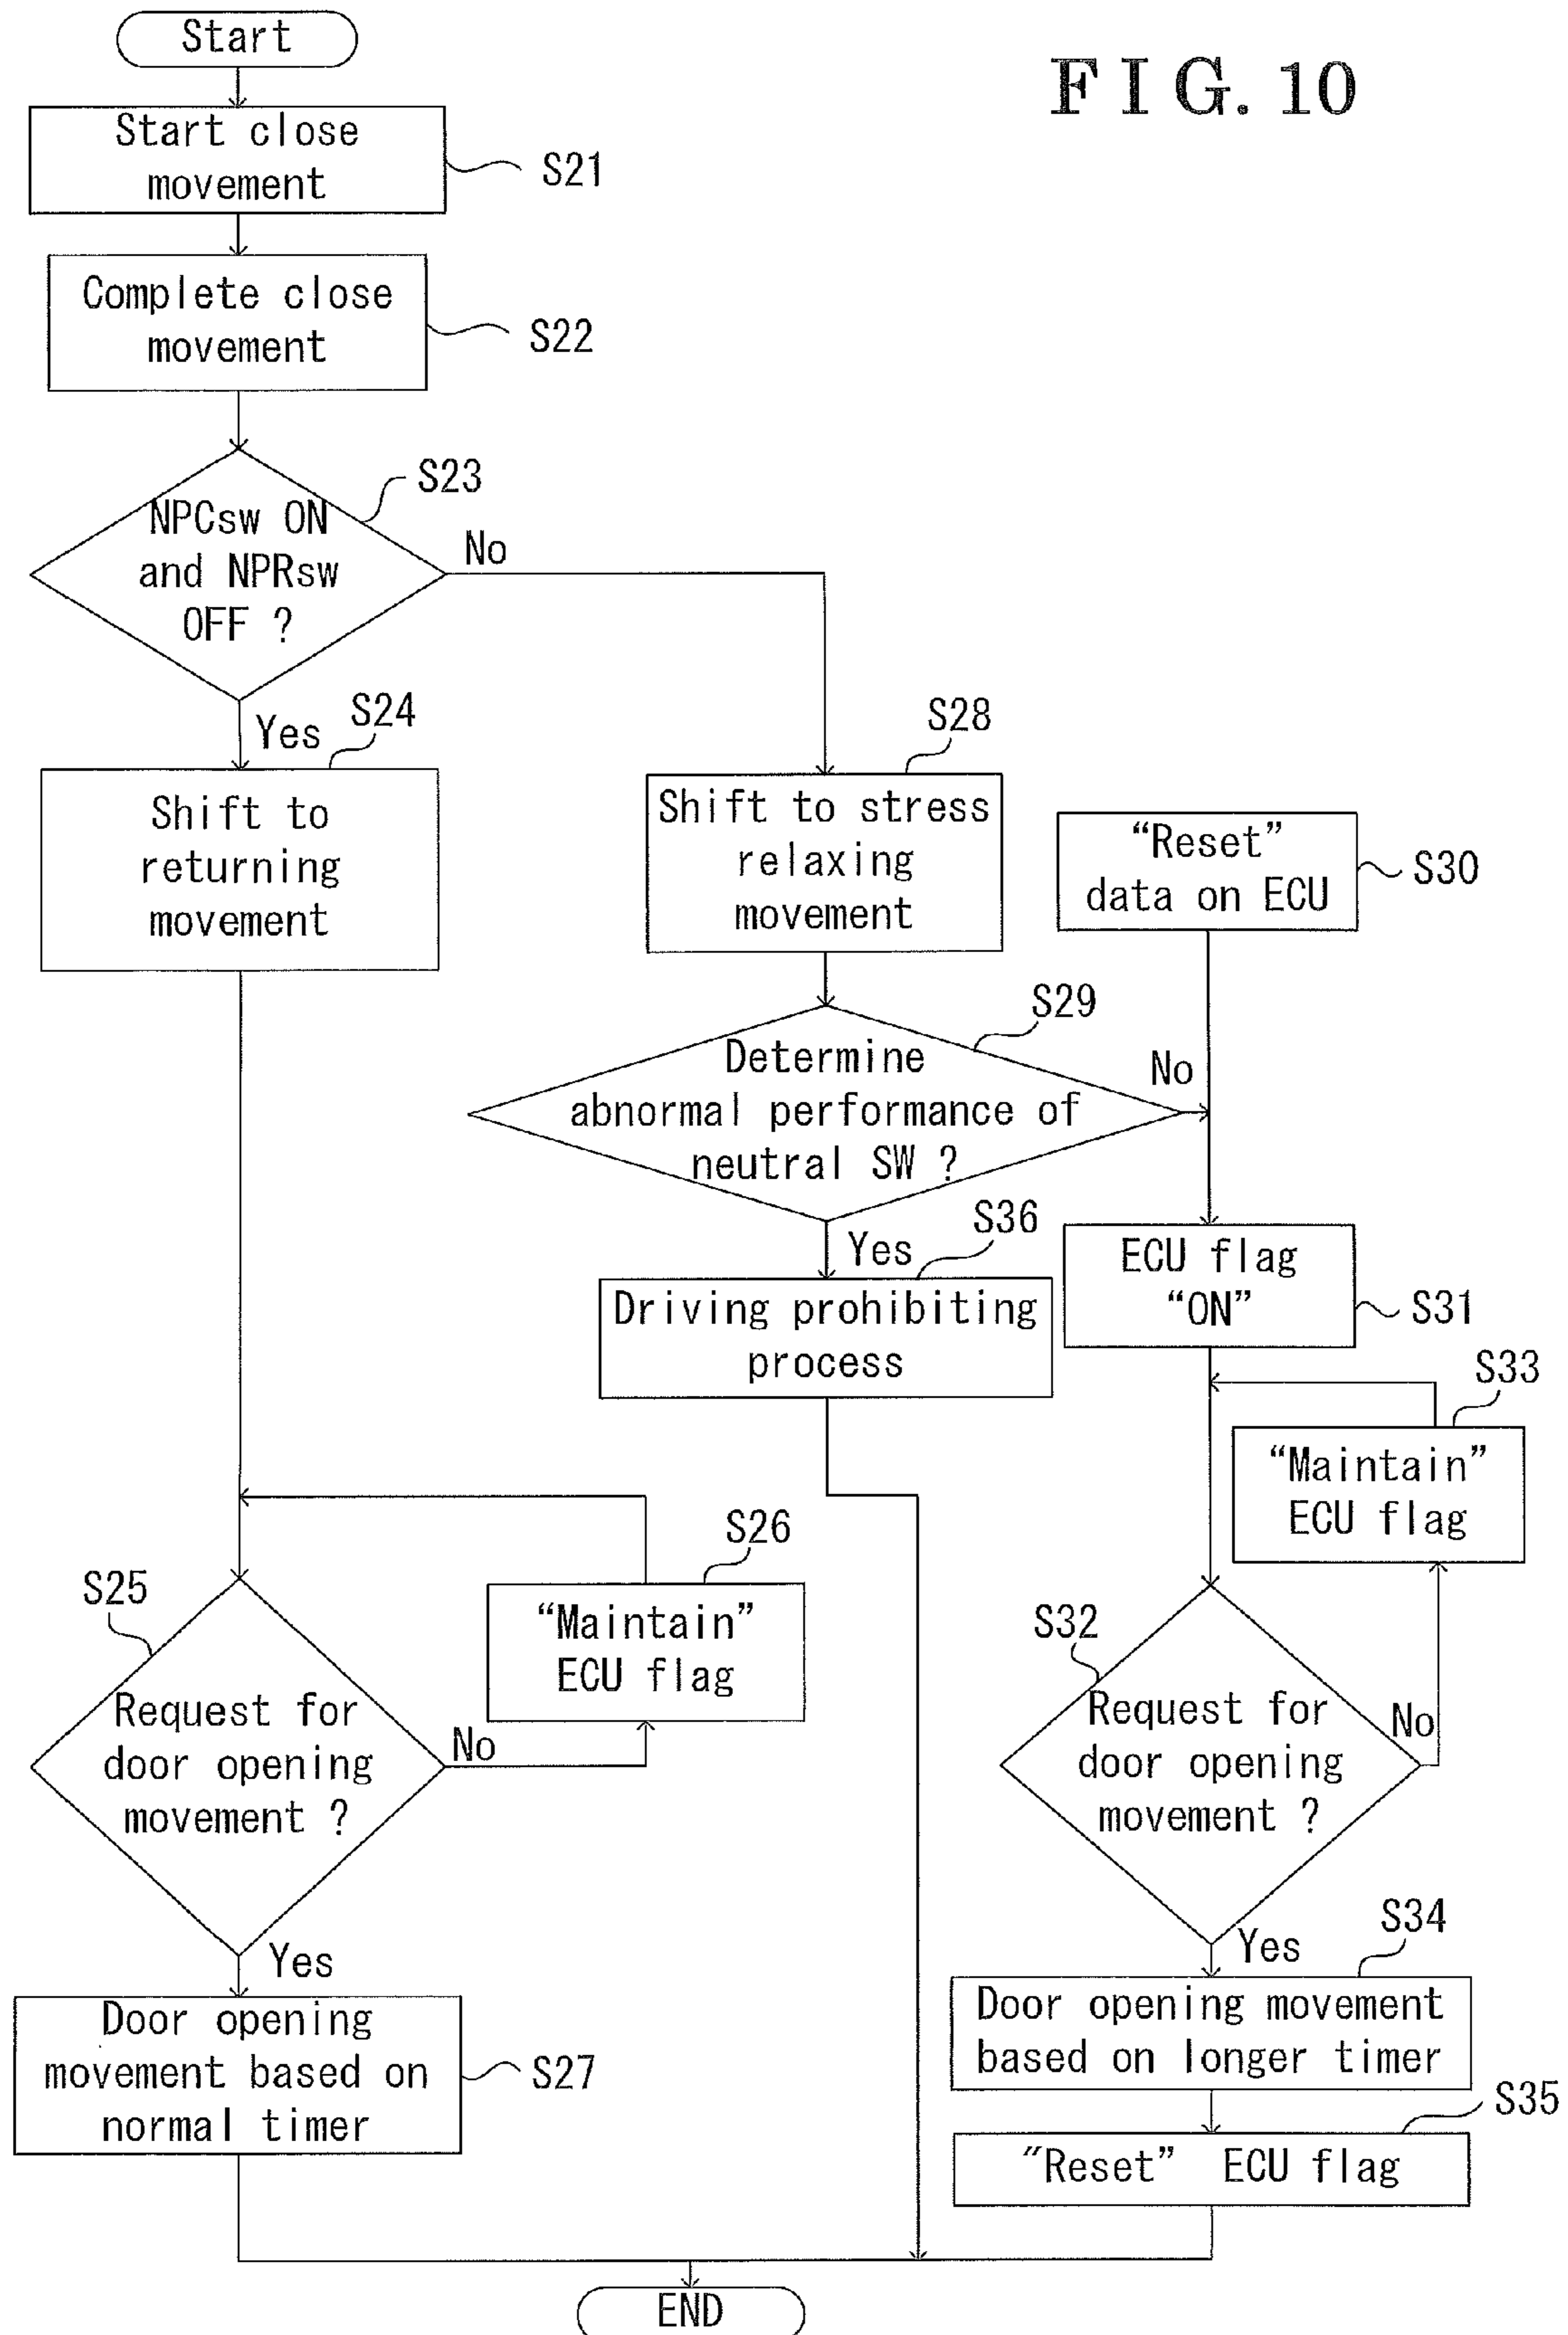 Start
FIG. 10
Start close
movement
S21
Complete close
movement
S22
S23
NPCsw ON
and NPRsw
OFF ?
No
Yes
S24
Shift to
returning
movement
S28
Shift to stress
relaxing
movement
“Reset”
data on ECU
S30
S29
Determine
abnormal performance of
neutral SW ?
No
Yes
S36
Driving prohibiting
process
ECU flag
“ON”
S31
S33
“Maintain”
ECU flag
S26
“Maintain”
ECU flag
S25
Request for
door opening
movement ?
No
Yes
S32
Request for
door opening
movement ?
No
Yes
S34
Door opening movement
based on longer timer
Door opening
movement based on
normal timer
S27
S35
"Reset” ECU flag
END